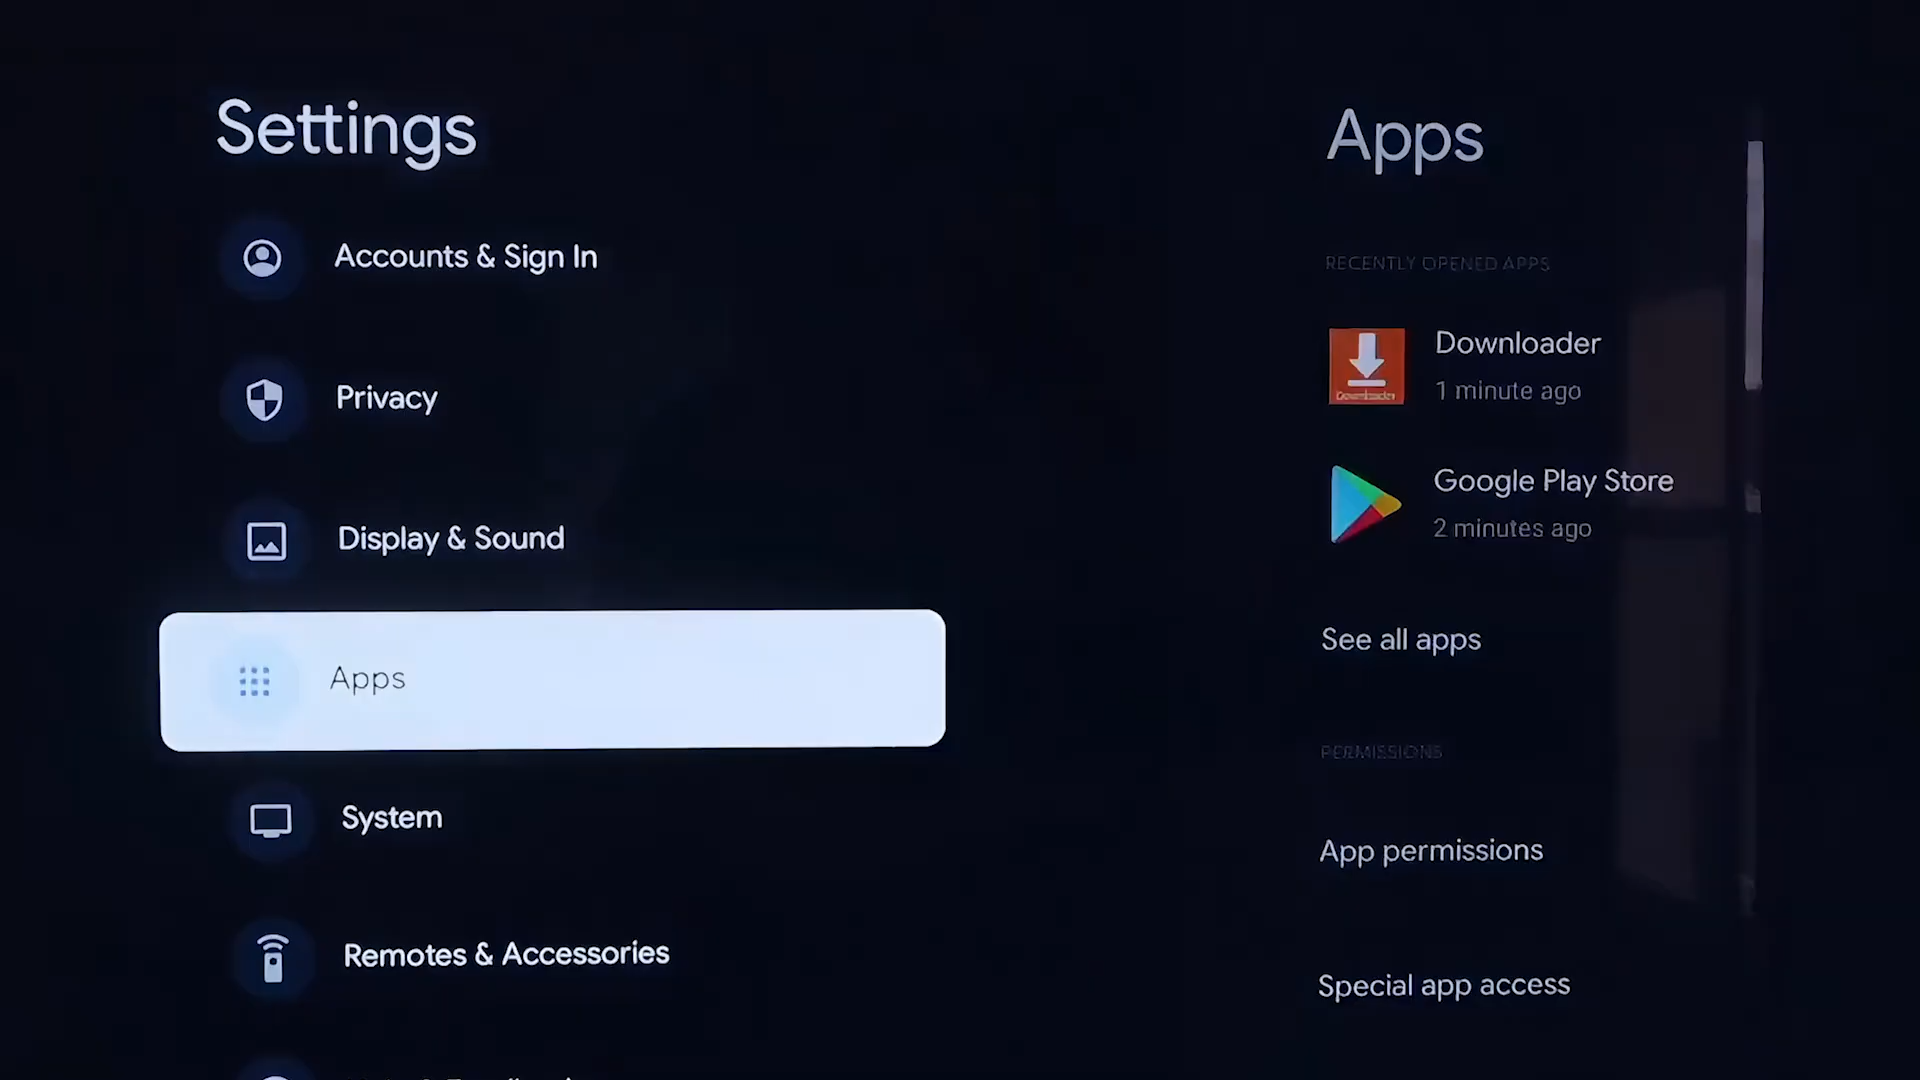 Settings
Accounts & Sign In
Privacy
Display & Sound
Apps
System
Remotes & Accessories
Apps
RECENTLY OPENED APPS
Downloader
1 minute ago
Downloader
Google Play Store
2 minutes ago
See all apps
PERMISSIONS
App permissions
Special app access